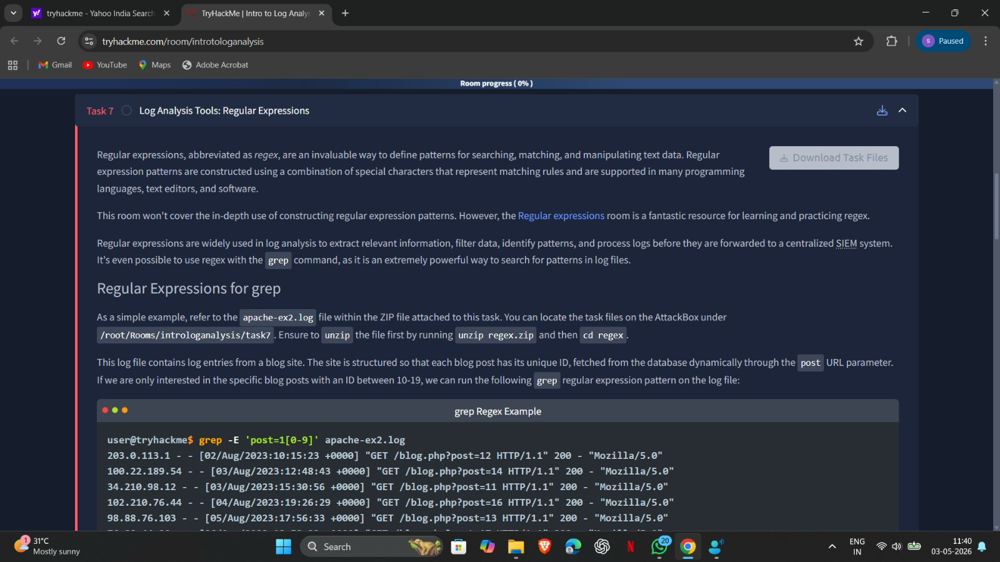 tryhackme - Yahoo India Search
TryHackMe | Intro to Log Analys
tryhackme.com/room/introtologanalysis
S Paused
Gmail YouTube Maps Adobe Acrobat
Room progress ( 0% )
Task 7 Log Analysis Tools: Regular Expressions
Regular expressions, abbreviated as regex, are an invaluable way to define patterns for searching, matching, and manipulating text data. Regular
expression patterns are constructed using a combination of special characters that represent matching rules and are supported in many programming
languages, text editors, and software.
Download Task Files
This room won't cover the in-depth use of constructing regular expression patterns. However, the Regular expressions room is a fantastic resource for learning and practicing regex.
Regular expressions are widely used in log analysis to extract relevant information, filter data, identify patterns, and process logs before they are forwarded to a centralized SIEM system.
It's even possible to use regex with the grep command, as it is an extremely powerful way to search for patterns in log files.
Regular Expressions for grep
As a simple example, refer to the apache-ex2.log file within the ZIP file attached to this task. You can locate the task files on the AttackBox under
/root/Rooms/introloganalysis/task7 . Ensure to unzip the file first by running unzip regex.zip and then cd regex .
This log file contains log entries from a blog site. The site is structured so that each blog post has its unique ID, fetched from the database dynamically through the post URL parameter.
If we are only interested in the specific blog posts with an ID between 10-19, we can run the following grep regular expression pattern on the log file:
grep Regex Example
user@tryhackme$ grep -E 'post=1[0-9]' apache-ex2.log
203.0.113.1 - - [02/Aug/2023:10:15:23 +0000] "GET /blog.php?post=12 HTTP/1.1" 200 - "Mozilla/5.0"
100.22.189.54 - - [03/Aug/2023:12:48:43 +0000] "GET /blog.php?post=14 HTTP/1.1" 200 - "Mozilla/5.0"
34.210.98.12 - - [03/Aug/2023:15:30:56 +0000] "GET /blog.php?post=11 HTTP/1.1" 200 - "Mozilla/5.0"
102.210.76.44 - - [04/Aug/2023:19:26:29 +0000] "GET /blog.php?post=16 HTTP/1.1" 200 - "Mozilla/5.0"
98.88.76.103 - - [05/Aug/2023:17:56:33 +0000] "GET /blog.php?post=13 HTTP/1.1" 200 - "Mozilla/5.0"
1
31°C
Mostly sunny
Search
20
ENG
IN
11:40
03-05-2026